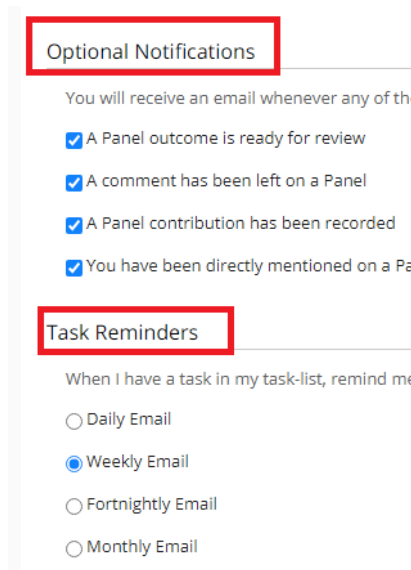 Optional Notifications
You will receive an email whenever any of the
A Panel outcome is ready for review
A comment has been left on a Panel
A Panel contribution has been recorded
You have been directly mentioned on a Pa
Task Reminders
When I have a task in my task-list, remind me
Daily Email
Weekly Email
Fortnightly Email
Monthly Email